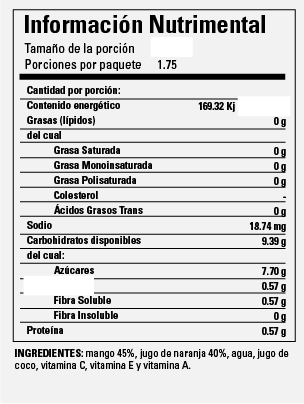 Información Nutrimental
Tamaño de la porción
Porciones por paquete 1.75
Cantidad por porción:
Contenido energético 169.32 Kj
Grasas (lípidos) 0 g
del cual
Grasa Saturada 0 g
Grasa Monoinsaturada 0 g
Grasa Polisaturada 0 g
Colesterol -
Ácidos Grasos Trans 0 g
Sodio 18.74 mg
Carbohidratos disponibles 9.39 g
del cual:
Azúcares 7.70 g
0.57 g
Fibra Soluble 0.57 g
Fibra Insoluble 0 g
Proteína 0.57 g
INGREDIENTES: mango 45%, jugo de naranja 40%, agua, jugo de
coco, vitamina C, vitamina E y vitamina A.